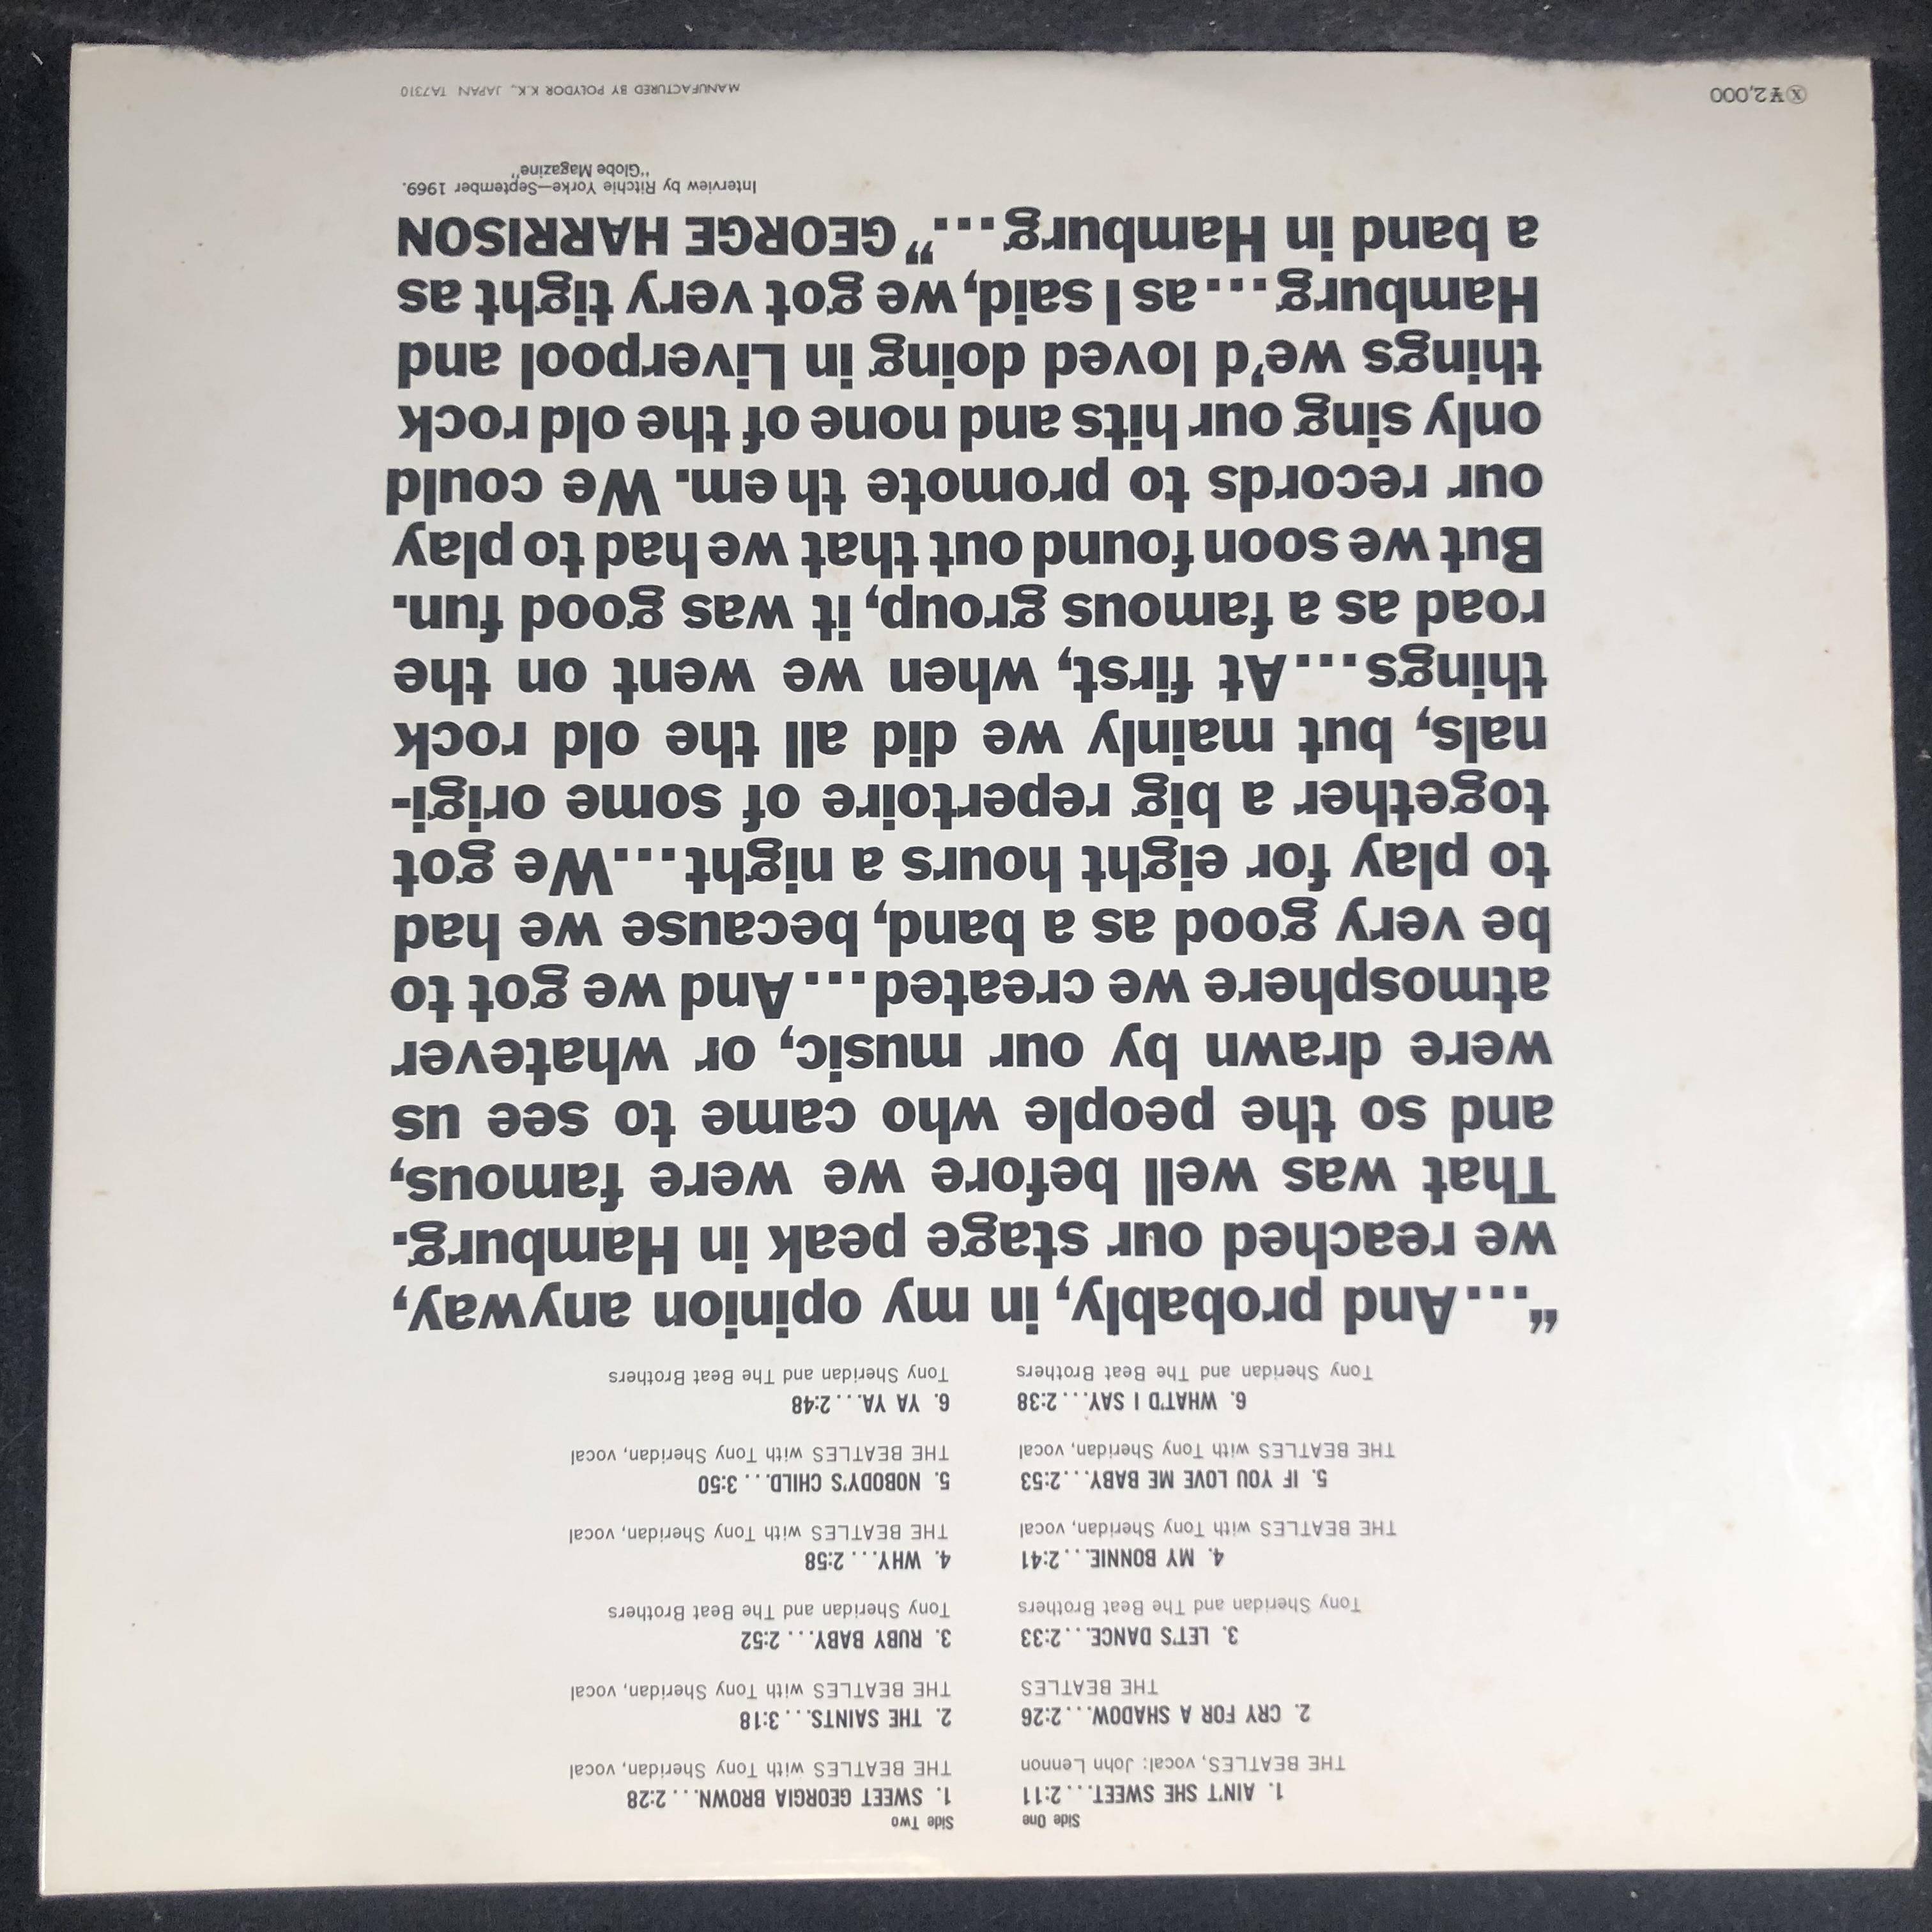 Side One
1. AIN'T SHE SWEET....2:11
THE BEATLES, vocal: John Lennon
2. CRY FOR A SHADOW....2:26
THE BEATLES
3. LET'S DANCE....2:33
Tony Sheridan and The Beat Brothers
4. MY BONNIE....2:41
THE BEATLES with Tony Sheridan, vocal
5. IF YOU LOVE ME BABY....2:53
THE BEATLES with Tony Sheridan, vocal
6. WHAT'D I SAY....2:38
Tony Sheridan and The Beat Brothers
Side Two
1. SWEET GEORGIA BROWN....2:28
THE BEATLES with Tony Sheridan, vocal
2. THE SAINTS....3:18
THE BEATLES with Tony Sheridan, vocal
3. RUBY BABY....2:52
Tony Sheridan and The Beat Brothers
4. WHY....2:58
THE BEATLES with Tony Sheridan, vocal
5. NOBODY'S CHILD....3:50
THE BEATLES with Tony Sheridan, vocal
6. YA YA....2:48
Tony Sheridan and The Beat Brothers
“...And probably, in my opinion anyway,
we reached our stage peak in Hamburg.
That was well before we were famous,
and so the people who came to see us
were drawn by our music, or whatever
atmosphere we created...And we got to
be very good as a band, because we had
to play for eight hours a night...We got
together a big repertoire of some origi-
nals, but mainly we did all the old rock
things...At first, when we went on the
road as a famous group, it was good fun.
But we soon found out that we had to play
our records to promote them. We could
only sing our hits and none of the old rock
things we'd loved doing in Liverpool and
Hamburg...as I said, we got very tight as
a band in Hamburg...” GEORGE HARRISON
Interview by Ritchie Yorke—September 1969.
"Globe Magazine"
Ⓧ¥2,000
MANUFACTURED BY POLYDOR K.K., JAPAN TA7310